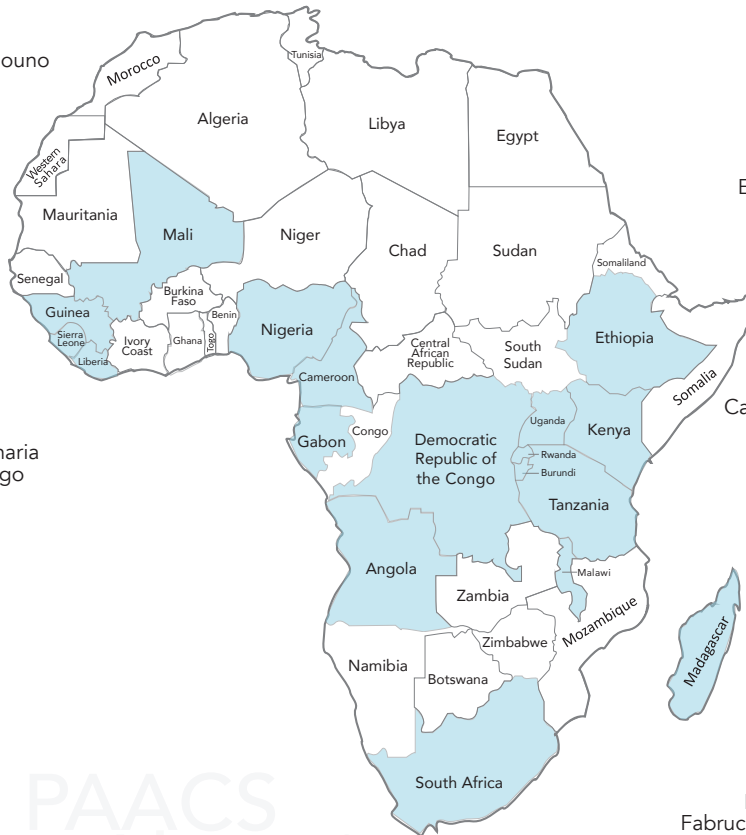 ouno
Morocco
Tunisia
Algeria
Libya
Egypt
Western
Sahara
Mauritania
Mali
Niger
Chad
Sudan
Somaliland
Senegal
Burkina
Faso
Guinea
Benin
Nigeria
Sierra
Leone
Ivory
Coast
Ghana
Togo
Liberia
Central
African
Republic
South
Sudan
Ethiopia
Somalia
Cameroon
Ca
Uganda
Kenya
Gabon
Congo
Democratic
Republic of
the Congo
Rwanda
Burundi
naria
go
Tanzania
Angola
Malawi
Zambia
Mozambique
Madagascar
Zimbabwe
Namibia
Botswana
South Africa
PAACS
Fabruc